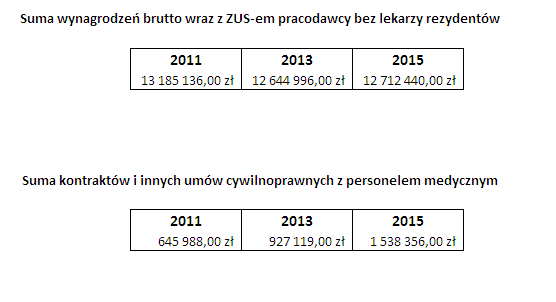 Suma wynagrodzeń brutto wraz z ZUS-em pracodawcy bez lekarzy rezydentów
2011 2013 2015
13 185 136,00 zł 12 644 996,00 zł 12 712 440,00 zł
Suma kontraktów i innych umów cywilnoprawnych z personelem medycznym
2011 2013 2015
645 988,00 zł 927 119,00 zł 1 538 356,00 zł